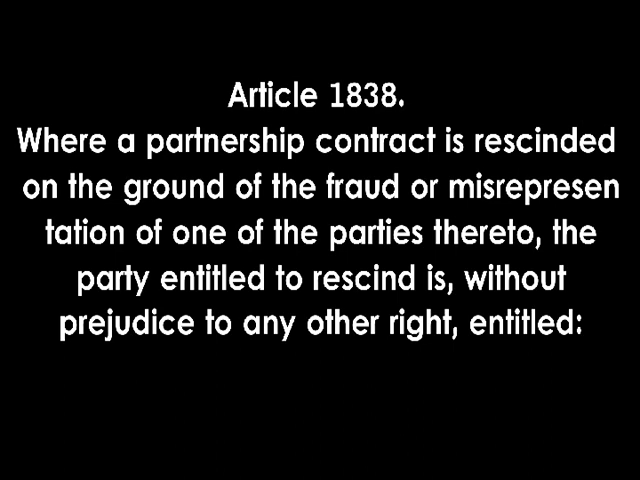 Article 1838.
Where a partnership contract is rescinded
on the ground of the fraud or misrepresen
tation of one of the parties thereto, the
party entitled to rescind is, without
prejudice to any other right, entitled: